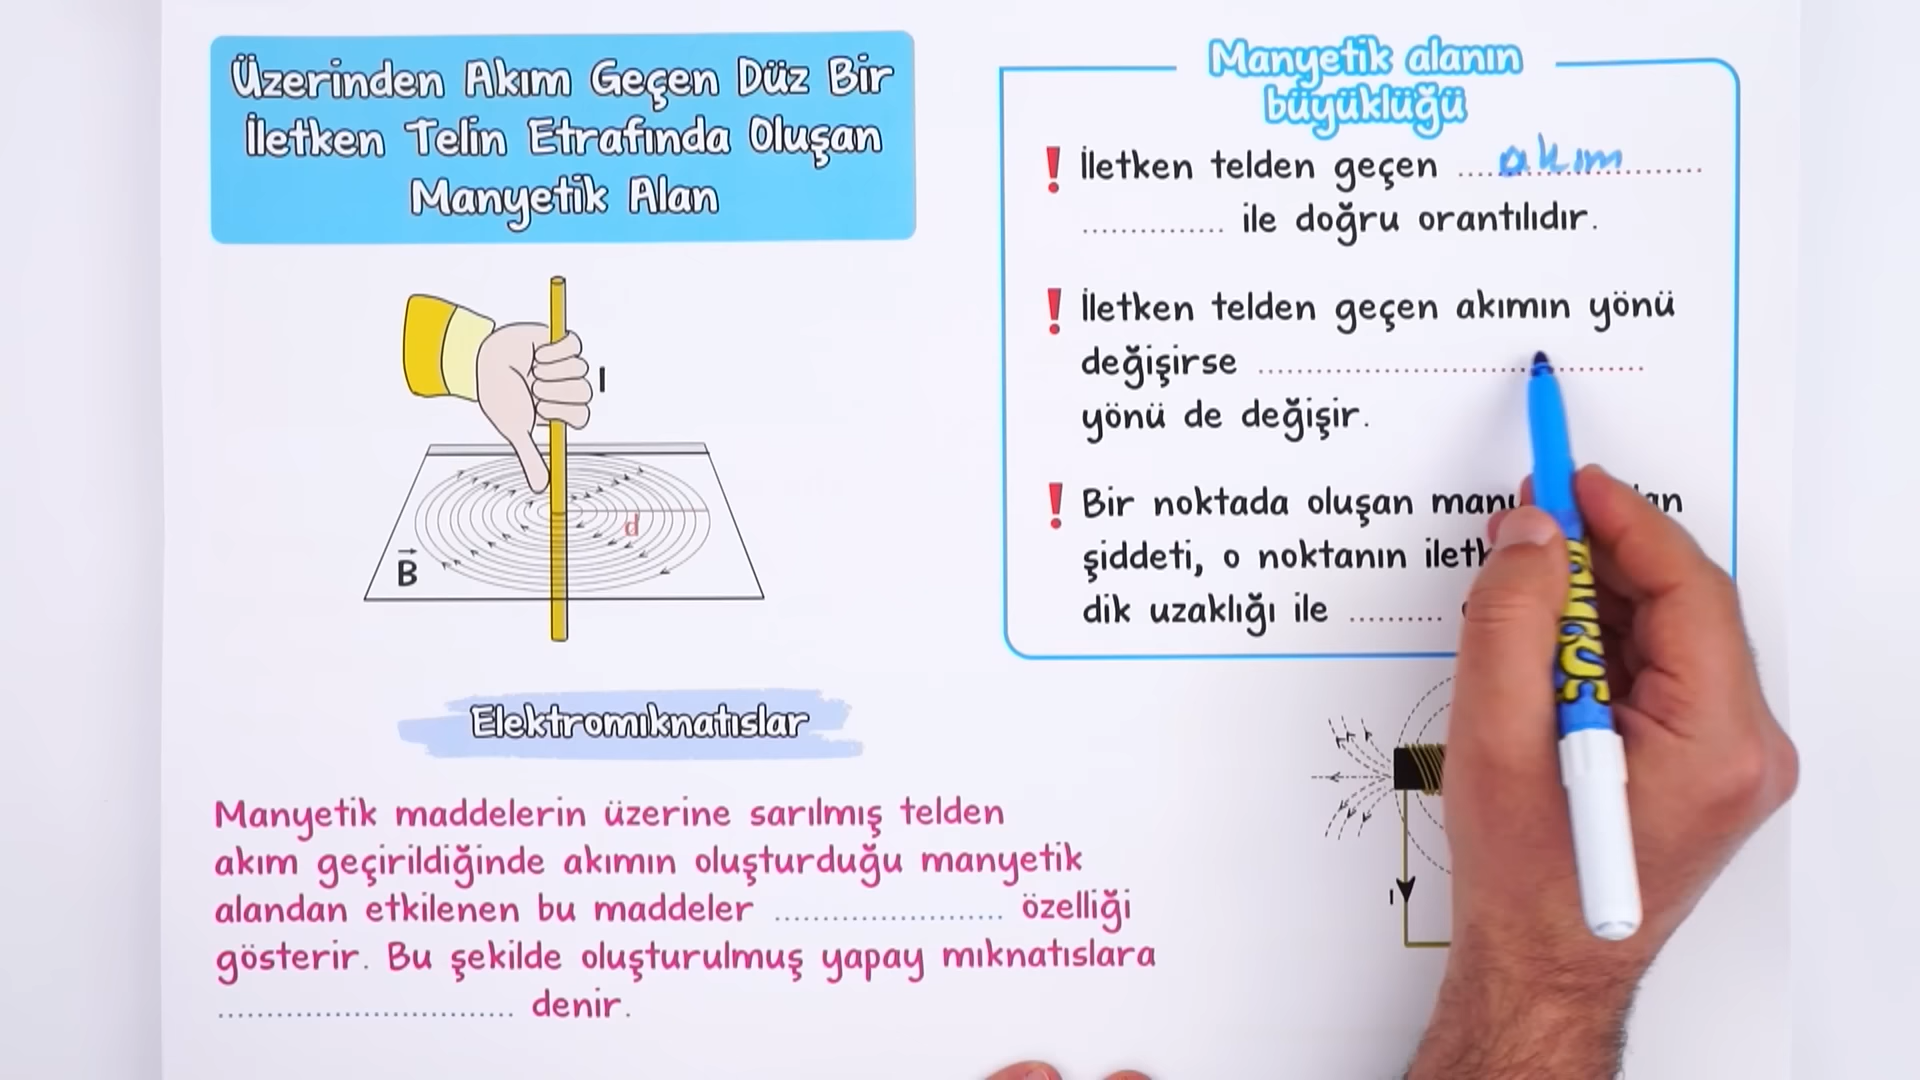 Üzerinden Akım Geçen Düz Bir
İletken Telin Etrafında Oluşan
Manyetik Alan
I
d
B
Manyetik alanın
büyüklüğü
! İletken telden geçen ....akım..........
............... ile doğru orantılıdır.
! İletken telden geçen akımın yönü
değişirse ........................................
yönü de değişir.
! Bir noktada oluşan
şiddeti, o noktanın
dik uzaklığı ile ..........
Elektromıknatıslar
Manyetik maddelerin üzerine sarılmış telden
akım geçirildiğinde akımın oluşturduğu manyetik
alandan etkilenen bu maddeler ........................ özelliği
gösterir. Bu şekilde oluşturulmuş yapay mıknatıslara
............................... denir.
I